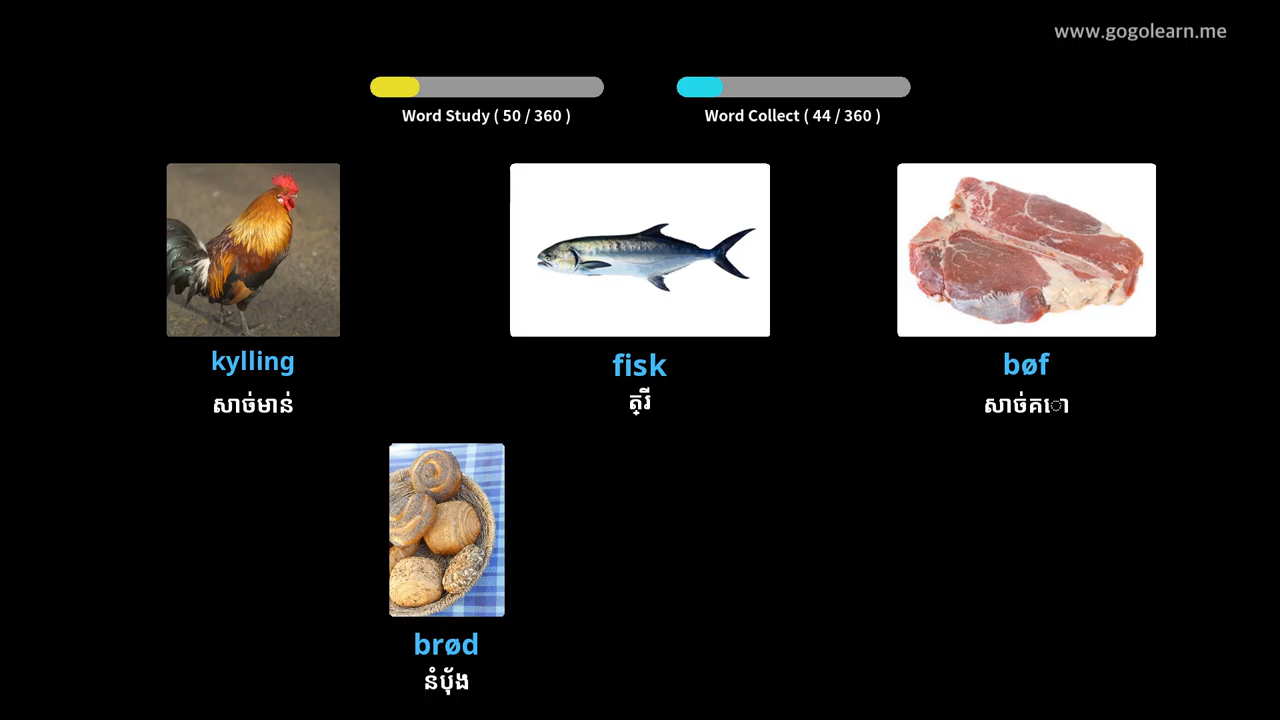 www.gogolearn.me
Word Study ( 50 / 360 )
Word Collect ( 44 / 360 )
kylling
fisk
bøf
សាច់មាន់
ត្រី
សាច់គោ
brød
នំបុ័ង